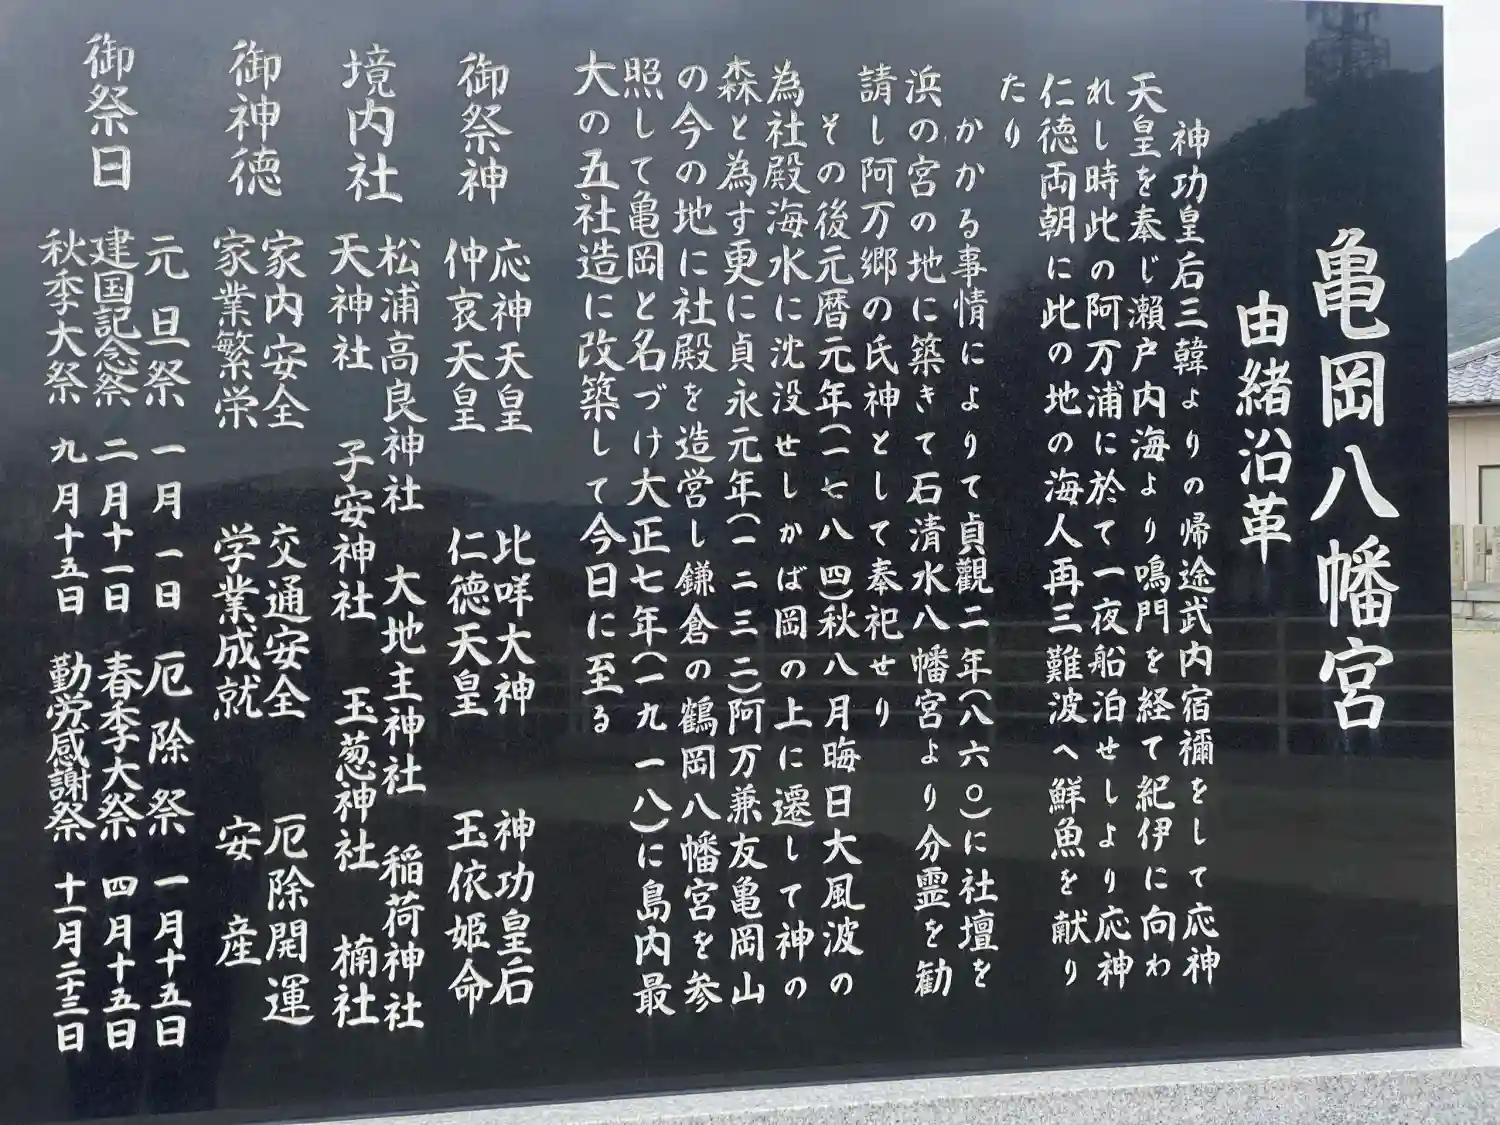 亀岡八幡宮
由緒沿革
神功皇后三韓よりの帰途武内宿禰をして応神
天皇を奉じ瀬戸内海より鳴門を経て紀伊に向わ
れし時此の阿万浦に於て一夜船泊せしより応神
仁徳両朝に此の地の海人再三難波へ鮮魚を献り
たり
かかる事情によりて貞觀二年(八六〇)に社壇を
浜の宮の地に築きて石清水八幡宮より分霊を勧
請し阿万郷の氏神として奉祀せり
その後元暦元年(一一八四)秋八月晦日大風波の
為社殿海水に沈没せしかば岡の上に遷して神の
森と為す更に貞永元年(一二三二)阿万兼友亀岡山
の今の地に社殿を造営し鎌倉の鶴岡八幡宮を参
照して亀岡と名づけ大正七年(一九一八)に島内最
大の五社造に改築して今日に至る
御祭神
応神天皇 比咩大神 神功皇后
仲哀天皇 仁徳天皇 玉依姫命
境内社
松浦高良神社 大地主神社 稲荷神社
天神社 子安神社 玉葱神社 楠社
御神徳
家内安全 交通安全 厄除開運
家業繁栄 学業成就 安産
御祭日
元旦祭 一月一日 厄除祭 一月十五日
建国記念祭 二月十一日 春季大祭 四月十五日
秋季大祭 九月十五日 勤労感謝祭 十一月二十三日